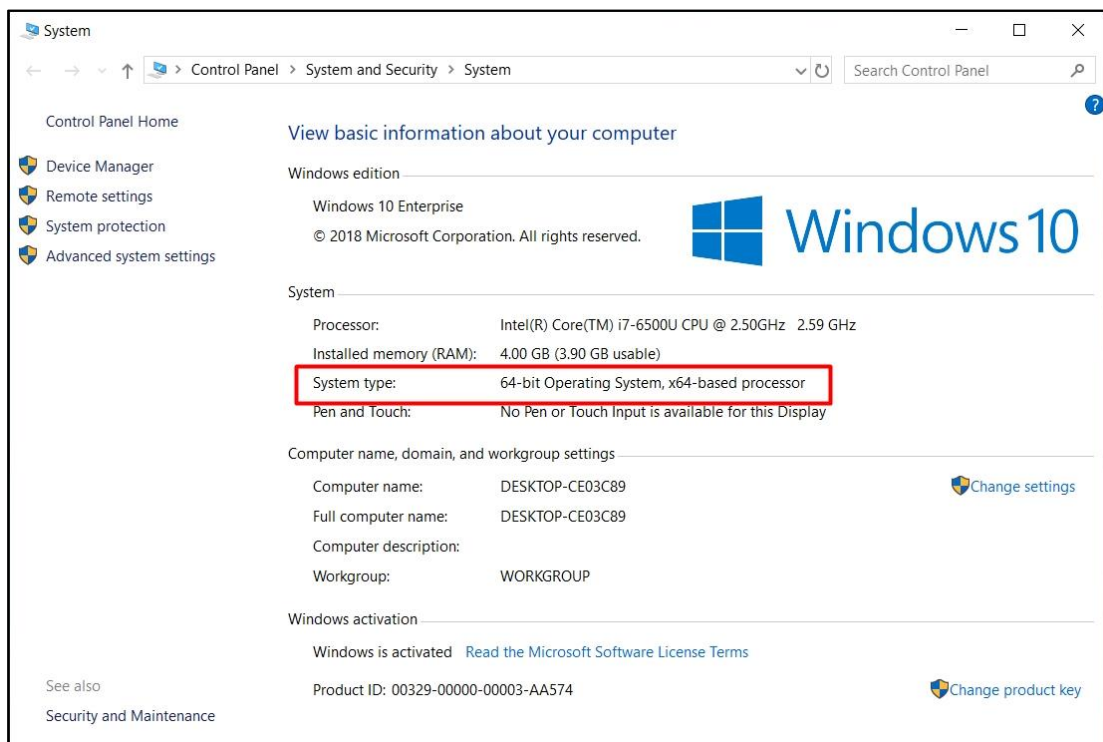 System
Control Panel > System and Security > System
Search Control Panel
?
Control Panel Home
Device Manager
Remote settings
System protection
Advanced system settings
See also
Security and Maintenance
View basic information about your computer
Windows edition
Windows 10 Enterprise
© 2018 Microsoft Corporation. All rights reserved.
Windows 10
System
Processor: Intel(R) Core(TM) i7-6500U CPU @ 2.50GHz 2.59 GHz
Installed memory (RAM): 4.00 GB (3.90 GB usable)
System type: 64-bit Operating System, x64-based processor
Pen and Touch: No Pen or Touch Input is available for this Display
Computer name, domain, and workgroup settings
Computer name: DESKTOP-CE03C89
Change settings
Full computer name: DESKTOP-CE03C89
Computer description:
Workgroup: WORKGROUP
Windows activation
Windows is activated Read the Microsoft Software License Terms
Product ID: 00329-00000-00003-AA574
Change product key